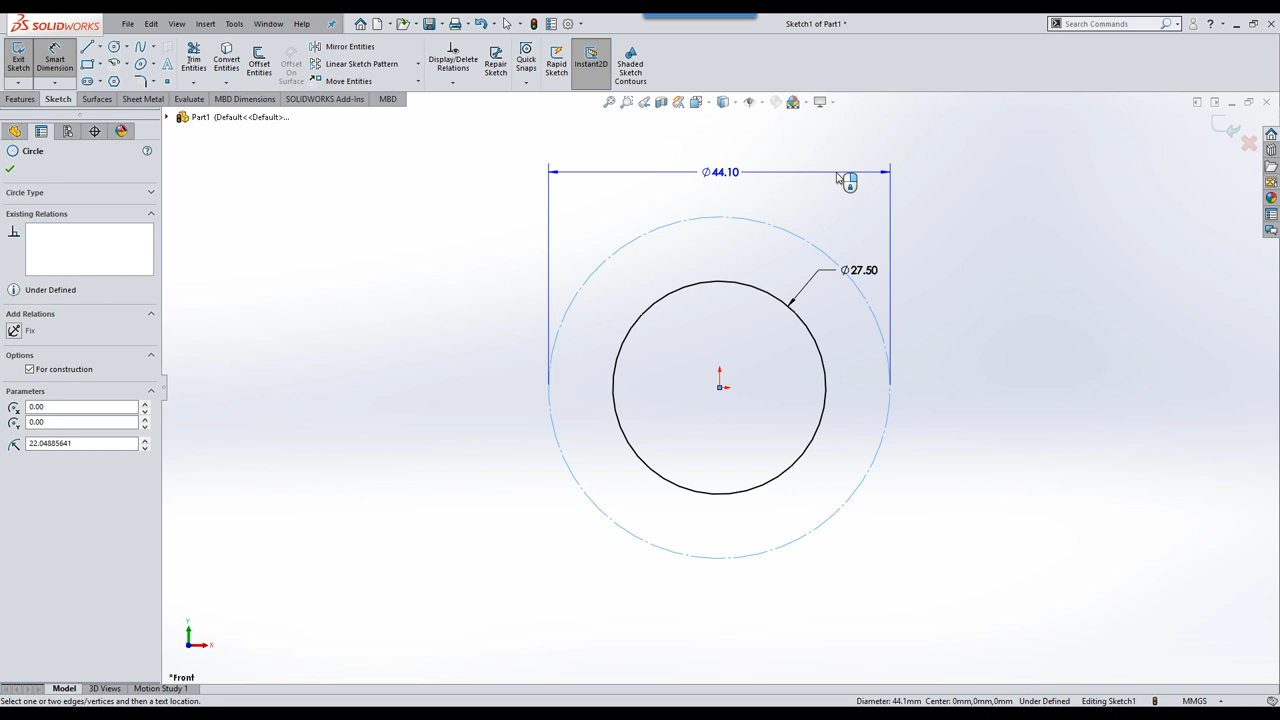 SOLIDWORKS File Edit View Insert Tools Window Help Sketch1 of Part1 * Search Commands
Exit Sketch Smart Dimension Trim Entities Convert Entities Offset Entities Offset On Surface Mirror Entities Linear Sketch Pattern Move Entities Display/Delete Relations Repair Sketch Quick Snaps Rapid Sketch Instant2D Shaded Sketch Contours
Features Sketch Surfaces Sheet Metal Evaluate MBD Dimensions SOLIDWORKS Add-Ins MBD
Part1 (Default<<Default>...
Circle
Circle Type
Existing Relations
Under Defined
Add Relations
Fix
Options
For construction
Parameters
0.00
0.00
22.04885641
Ø44.10
Ø27.50
Y
X
*Front
Model 3D Views Motion Study 1
Select one or two edges/vertices and then a text location. Diameter: 44.1mm Center: 0mm,0mm,0mm Under Defined Editing Sketch1 MMGS